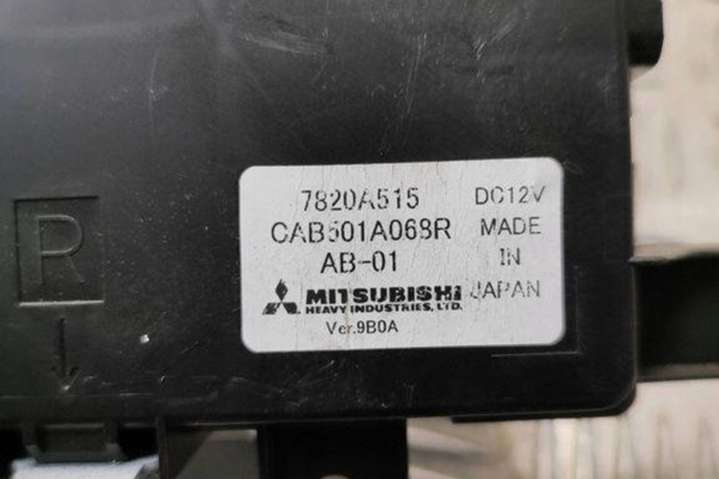 R
7820A515
CAB501A068R
AB-01
MITSUBISHI
HEAVY INDUSTRIES, LTD.
Ver.9B0A
DC12V
MADE
IN
JAPAN